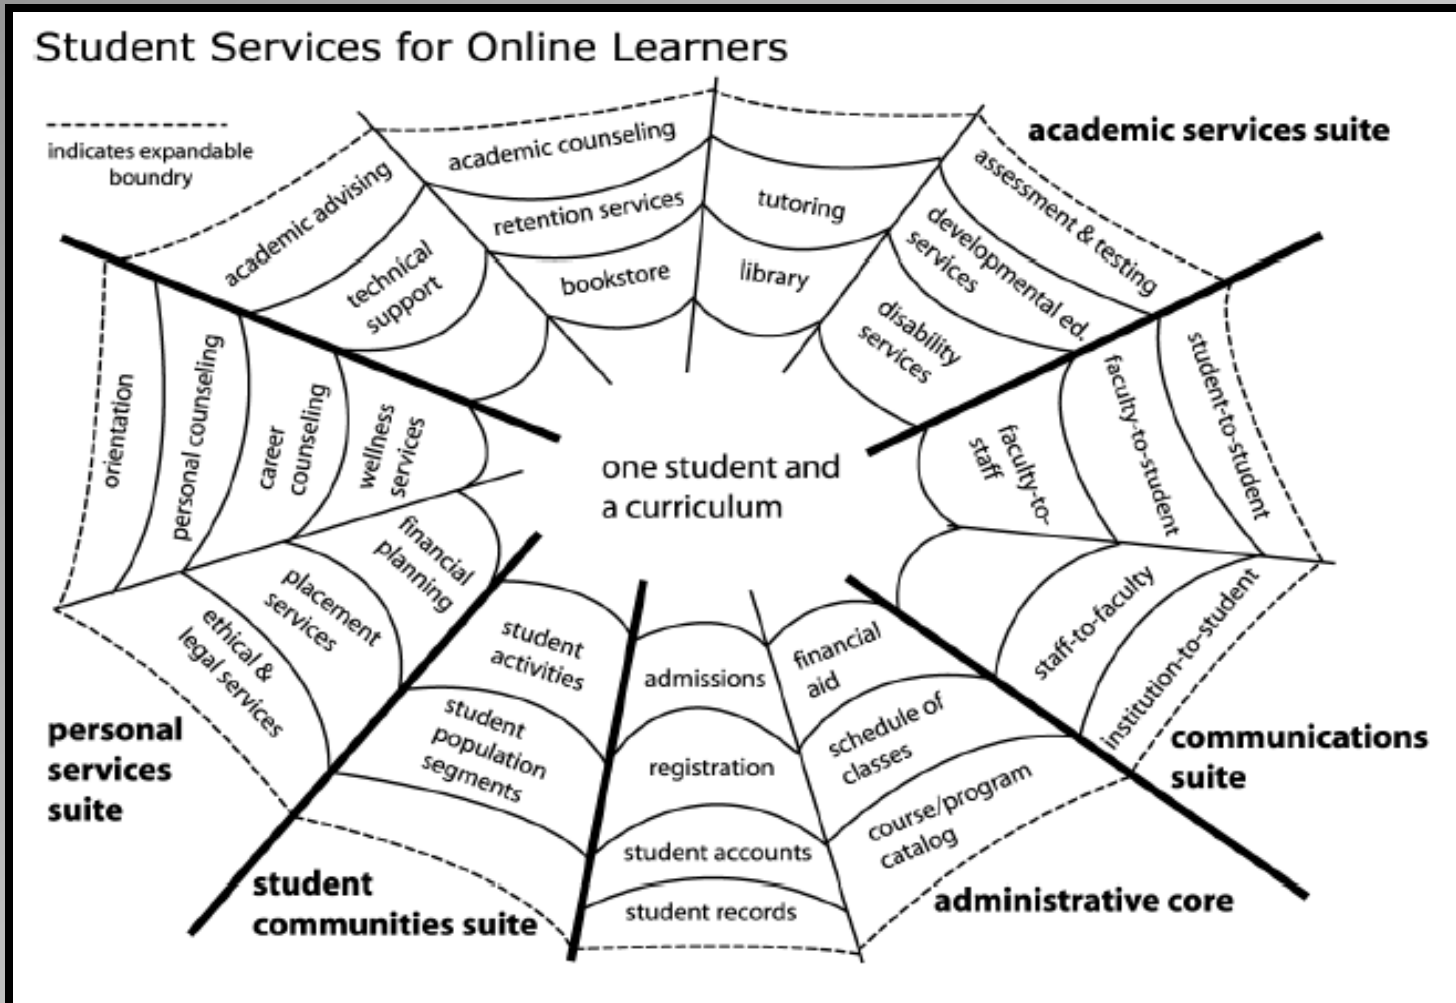 Student Services for Online Learners
indicates expandable
boundry
academic services suite
academic advising
technical
support
academic counseling
retention services
bookstore
tutoring
library
assessment & testing
developmental ed.
services
disability
services
orientation
personal counseling
career
counseling
wellness
services
financial
planning
placement
services
ethical &
legal services
personal
services
suite
one student and
a curriculum
faculty-to-
staff
faculty-to-student
student-to-student
staff-to-faculty
institution-to-student
communications
suite
student
activities
student
population
segments
student
communities suite
admissions
registration
student accounts
student records
financial
aid
schedule of
classes
course/program
catalog
administrative core